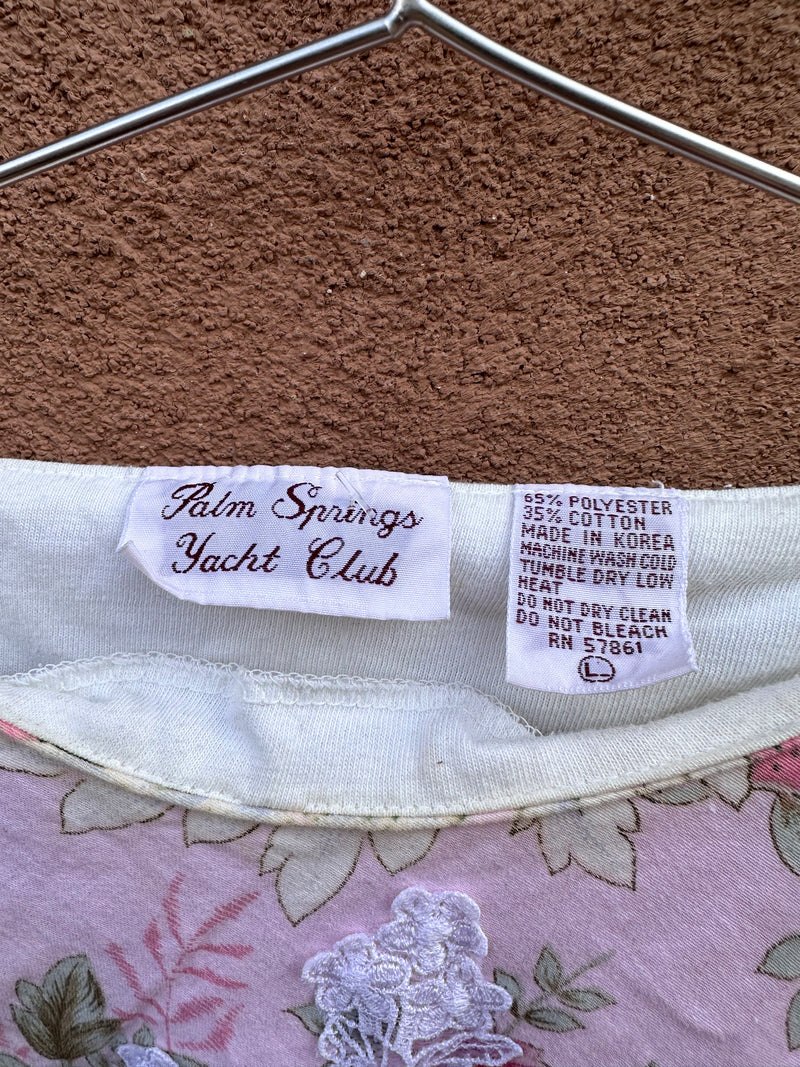 Palm Springs
Yacht Club
65% POLYESTER
35% COTTON
MADE IN KOREA
MACHINE WASH COLD
TUMBLE DRY LOW
HEAT
DO NOT DRY CLEAN
DO NOT BLEACH
RN 57861
L